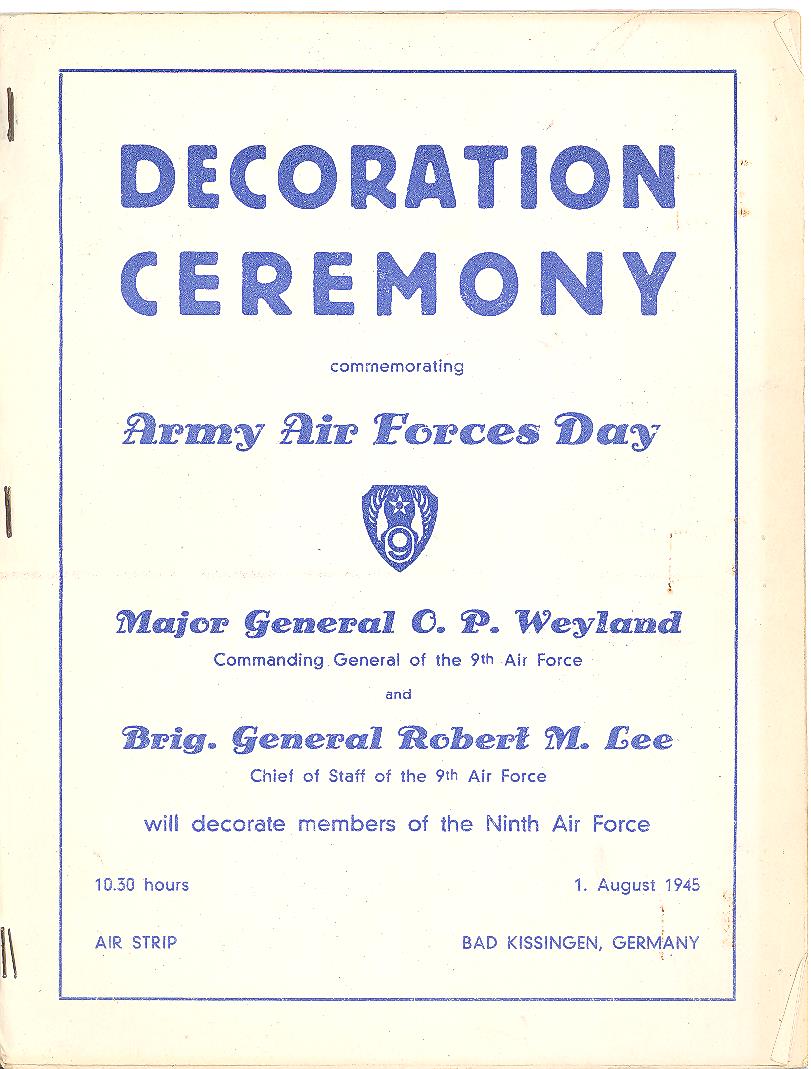 DECORATION
CEREMONY
commemorating
Army Air Forces Day
9
Major General O. P. Weyland
Commanding General of the 9th Air Force
and
Brig. General Robert M. Lee
Chief of Staff of the 9th Air Force
will decorate members of the Ninth Air Force
10.30 hours 1. August 1945
AIR STRIP BAD KISSINGEN, GERMANY